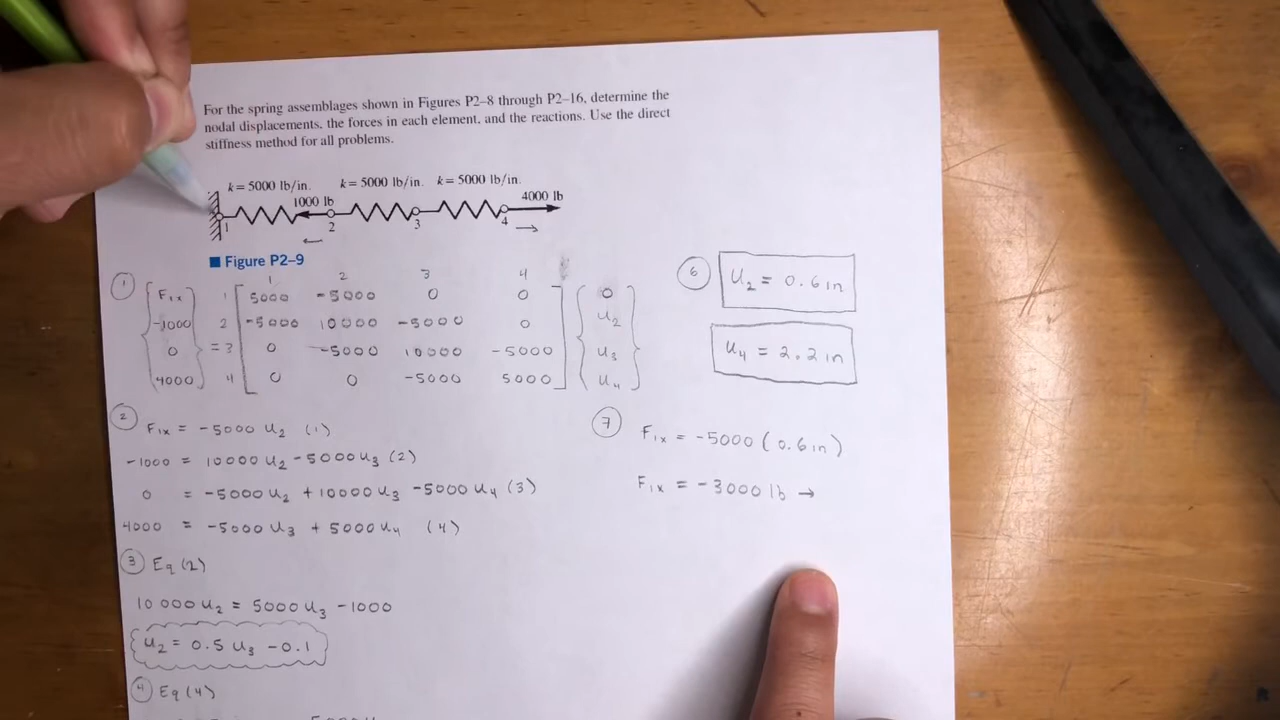 For the spring assemblages shown in Figures P2–8 through P2–16, determine the
nodal displacements, the forces in each element, and the reactions. Use the direct
stiffness method for all problems.
k = 5000 lb/in. k = 5000 lb/in. k = 5000 lb/in.
1000 lb 4000 lb
1 2 3 4
■ Figure P2–9
1 2 3 4
① F1x 1 5000 -5000 0 0 0
-1000 2 -5000 10000 -5000 0 u2
0 = 3 0 -5000 10000 -5000 u3
4000 4 0 0 -5000 5000 u4
② F1x = -5000 u2 (1)
-1000 = 10000 u2 - 5000 u3 (2)
0 = -5000 u2 + 10000 u3 - 5000 u4 (3)
4000 = -5000 u3 + 5000 u4 (4)
③ Eq (2)
10 000 u2 = 5000 u3 - 1000
u2 = 0.5 u3 - 0.1
④ Eq (4)
⑥ u2 = 0.6 in
u4 = 2.2 in
⑦ F1x = -5000 (0.6 in)
F1x = -3000 lb →